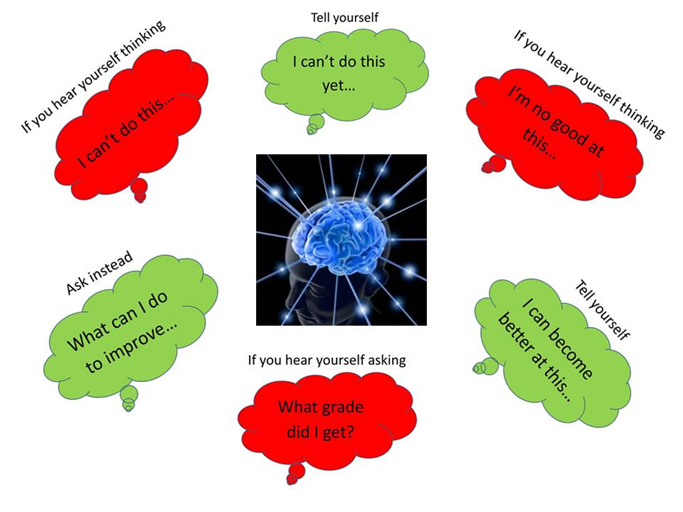 If you hear yourself thinking
I can’t do this...
Tell yourself
I can’t do this
yet...
If you hear yourself thinking
I’m no good at
this...
Ask instead
What can I do
to improve...
If you hear yourself asking
What grade
did I get?
Tell yourself
I can become
better at this...